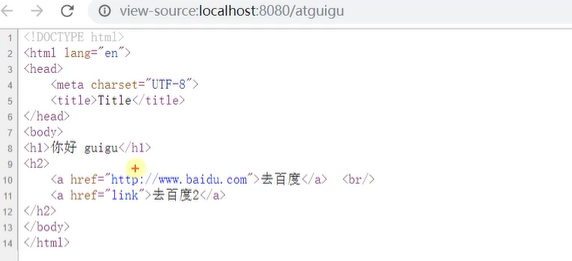 view-source:localhost:8080/atguigu
1 <!DOCTYPE html>
2 <html lang="en">
3 <head>
4 <meta charset="UTF-8">
5 <title>Title</title>
6 </head>
7 <body>
8 <h1>你好 guigu</h1>
9 <h2>
10 <a href="http://www.baidu.com">去百度</a> <br/>
11 <a href="link">去百度2</a>
12 </h2>
13 </body>
14 </html>